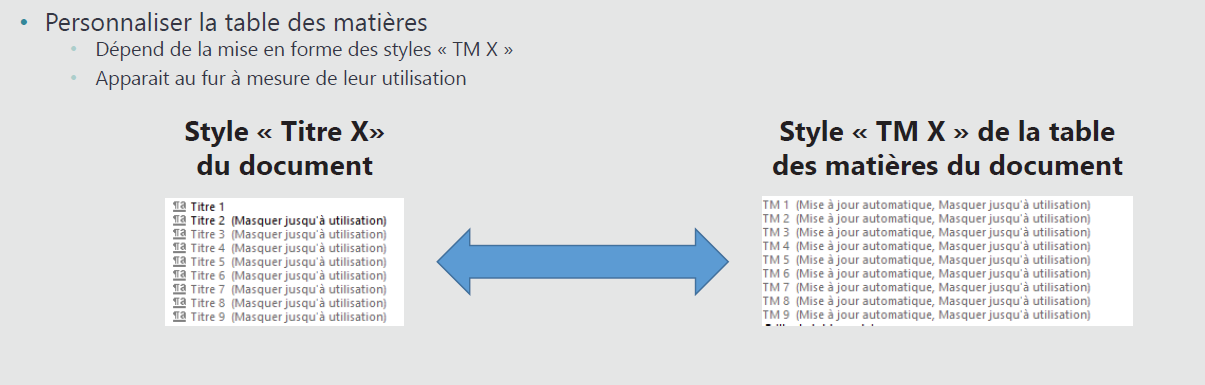 • Personnaliser la table des matières
• Dépend de la mise en forme des styles « TM X »
• Apparait au fur à mesure de leur utilisation
Style « Titre X»
du document
Titre 1
Titre 2 (Masquer jusqu'à utilisation)
Titre 3 (Masquer jusqu'à utilisation)
Titre 4 (Masquer jusqu'à utilisation)
Titre 5 (Masquer jusqu'à utilisation)
Titre 6 (Masquer jusqu'à utilisation)
Titre 7 (Masquer jusqu'à utilisation)
Titre 8 (Masquer jusqu'à utilisation)
Titre 9 (Masquer jusqu'à utilisation)
Style « TM X » de la table
des matières du document
TM 1 (Mise à jour automatique, Masquer jusqu'à utilisation)
TM 2 (Mise à jour automatique, Masquer jusqu'à utilisation)
TM 3 (Mise à jour automatique, Masquer jusqu'à utilisation)
TM 4 (Mise à jour automatique, Masquer jusqu'à utilisation)
TM 5 (Mise à jour automatique, Masquer jusqu'à utilisation)
TM 6 (Mise à jour automatique, Masquer jusqu'à utilisation)
TM 7 (Mise à jour automatique, Masquer jusqu'à utilisation)
TM 8 (Mise à jour automatique, Masquer jusqu'à utilisation)
TM 9 (Mise à jour automatique, Masquer jusqu'à utilisation)